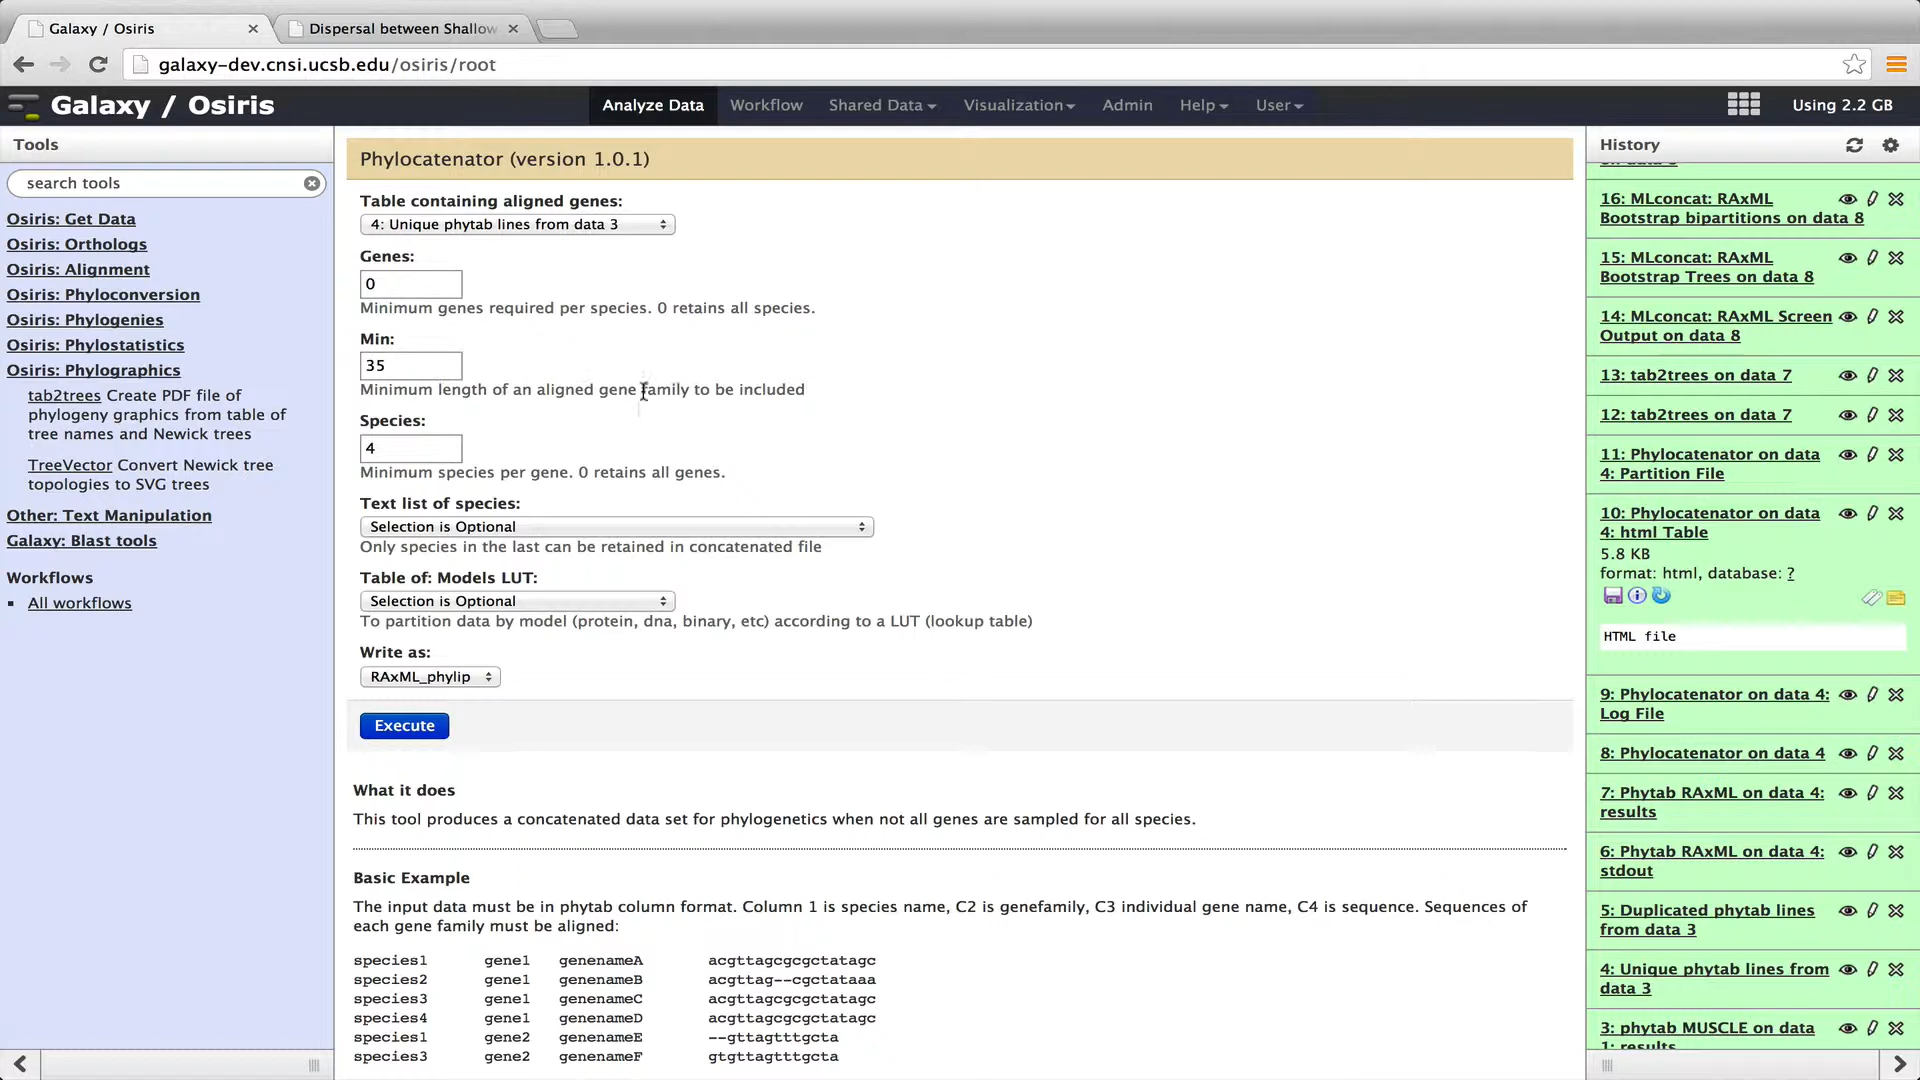 Galaxy / Osiris
Dispersal between Shallow
galaxy-dev.cnsi.ucsb.edu/osiris/root
Galaxy / Osiris
Analyze Data
Workflow
Shared Data
Visualization
Admin
Help
User
Using 2.2 GB
Tools
search tools
Osiris: Get Data
Osiris: Orthologs
Osiris: Alignment
Osiris: Phyloconversion
Osiris: Phylogenies
Osiris: Phylostatistics
Osiris: Phylographics
tab2trees Create PDF file of
phylogeny graphics from table of
tree names and Newick trees
TreeVector Convert Newick tree
topologies to SVG trees
Other: Text Manipulation
Galaxy: Blast tools
Workflows
All workflows
Phylocatenator (version 1.0.1)
Table containing aligned genes:
4: Unique phytab lines from data 3
Genes:
0
Minimum genes required per species. 0 retains all species.
Min:
35
Minimum length of an aligned gene family to be included
Species:
4
Minimum species per gene. 0 retains all genes.
Text list of species:
Selection is Optional
Only species in the last can be retained in concatenated file
Table of: Models LUT:
Selection is Optional
To partition data by model (protein, dna, binary, etc) according to a LUT (lookup table)
Write as:
RAxML_phylip
Execute
What it does
This tool produces a concatenated data set for phylogenetics when not all genes are sampled for all species.
Basic Example
The input data must be in phytab column format. Column 1 is species name, C2 is genefamily, C3 individual gene name, C4 is sequence. Sequences of
each gene family must be aligned:
species1 gene1 genenameA acgttagcgcgctatagc
species2 gene1 genenameB acgttag--cgctataaa
species3 gene1 genenameC acgttagcgcgctatagc
species4 gene1 genenameD acgttagcgcgctatagc
species1 gene2 genenameE --gttagtttgcta
species3 gene2 genenameF gtgttagtttgcta
History
16: MLconcat: RAxML
Bootstrap bipartitions on data 8
15: MLconcat: RAxML
Bootstrap Trees on data 8
14: MLconcat: RAxML Screen
Output on data 8
13: tab2trees on data 7
12: tab2trees on data 7
11: Phylocatenator on data
4: Partition File
10: Phylocatenator on data
4: html Table
5.8 KB
format: html, database: ?
HTML file
9: Phylocatenator on data 4:
Log File
8: Phylocatenator on data 4
7: Phytab RAxML on data 4:
results
6: Phytab RAxML on data 4:
stdout
5: Duplicated phytab lines
from data 3
4: Unique phytab lines from
data 3
3: phytab MUSCLE on data
1: results